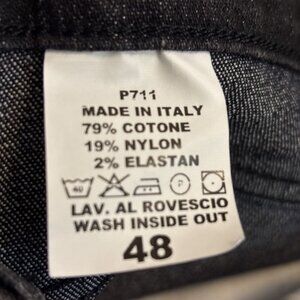 P711
MADE IN ITALY
79% COTONE
19% NYLON
2% ELASTAN
40 P
LAV. AL ROVESCIO
WASH INSIDE OUT
48